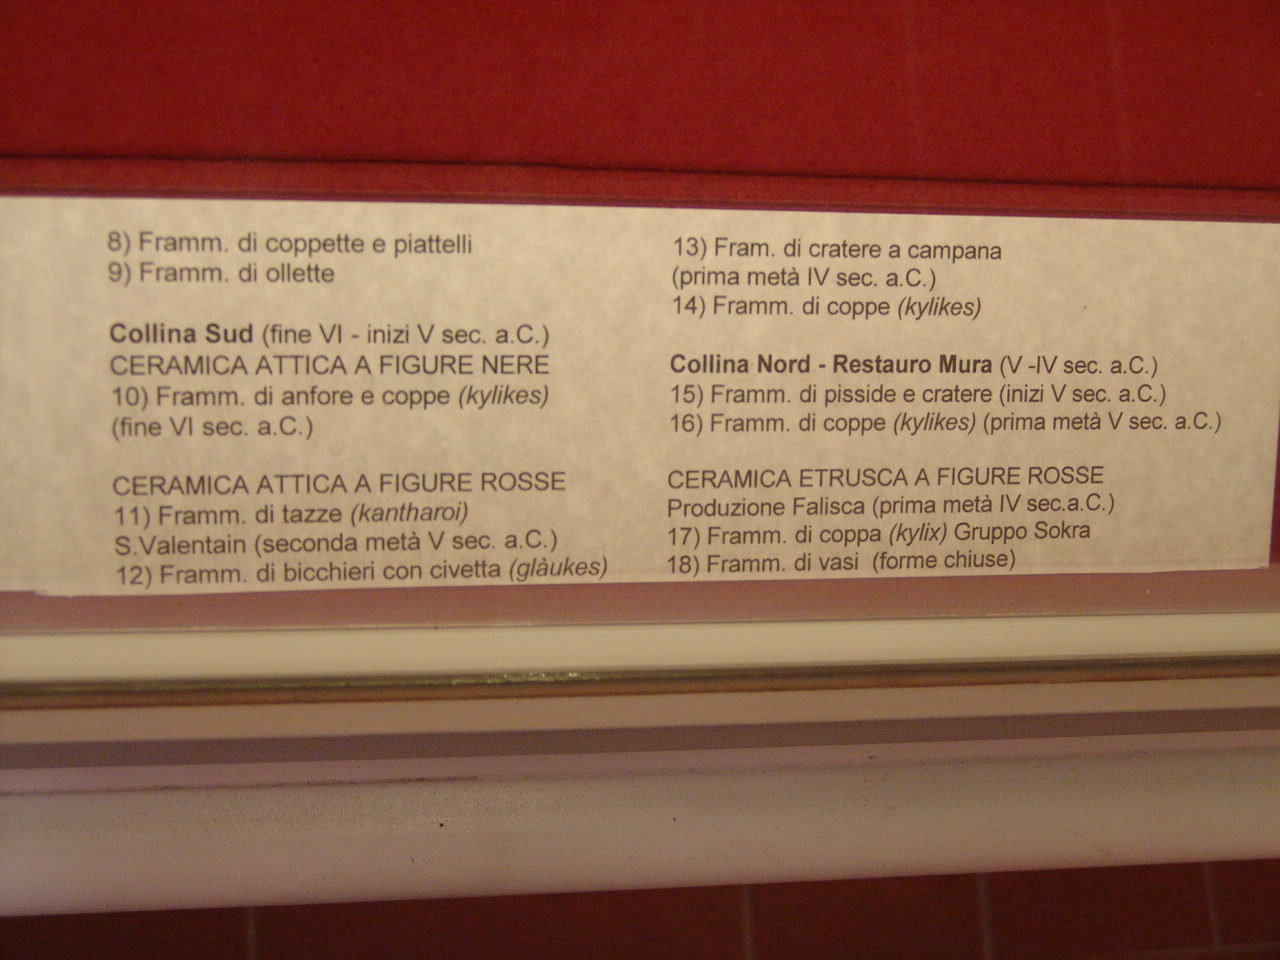 8) Framm. di coppette e piattelli
9) Framm. di ollette
Collina Sud (fine VI - inizi V sec. a.C.)
CERAMICA ATTICA A FIGURE NERE
10) Framm. di anfore e coppe (kylikes)
(fine VI sec. a.C.)
CERAMICA ATTICA A FIGURE ROSSE
11) Framm. di tazze (kantharoi)
S.Valentain (seconda metà V sec. a.C.)
12) Framm. di bicchieri con civetta (glàukes)
13) Fram. di cratere a campana
(prima metà IV sec. a.C.)
14) Framm. di coppe (kylikes)
Collina Nord - Restauro Mura (V -IV sec. a.C.)
15) Framm. di pisside e cratere (inizi V sec. a.C.)
16) Framm. di coppe (kylikes) (prima metà V sec. a.C.)
CERAMICA ETRUSCA A FIGURE ROSSE
Produzione Falisca (prima metà IV sec.a.C.)
17) Framm. di coppa (kylix) Gruppo Sokra
18) Framm. di vasi (forme chiuse)